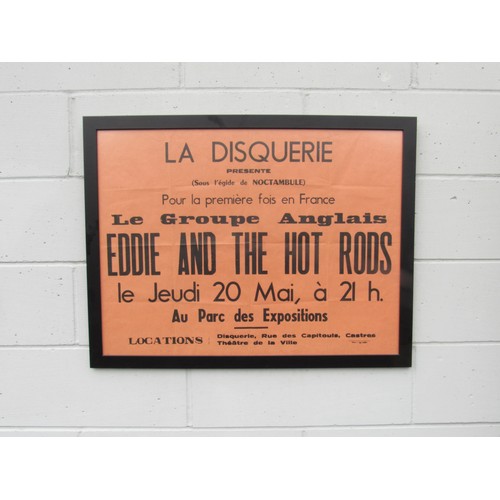 LA DISQUERIE
PRESENTE
(Sous l'égide de NOCTAMBULE)
Pour la première fois en France
Le Groupe Anglais
EDDIE AND THE HOT RODS
le Jeudi 20 Mai, à 21 h.
Au Parc des Expositions
LOCATIONS : Disquerie, Rue des Capitouls, Castres
Théâtre de la Ville